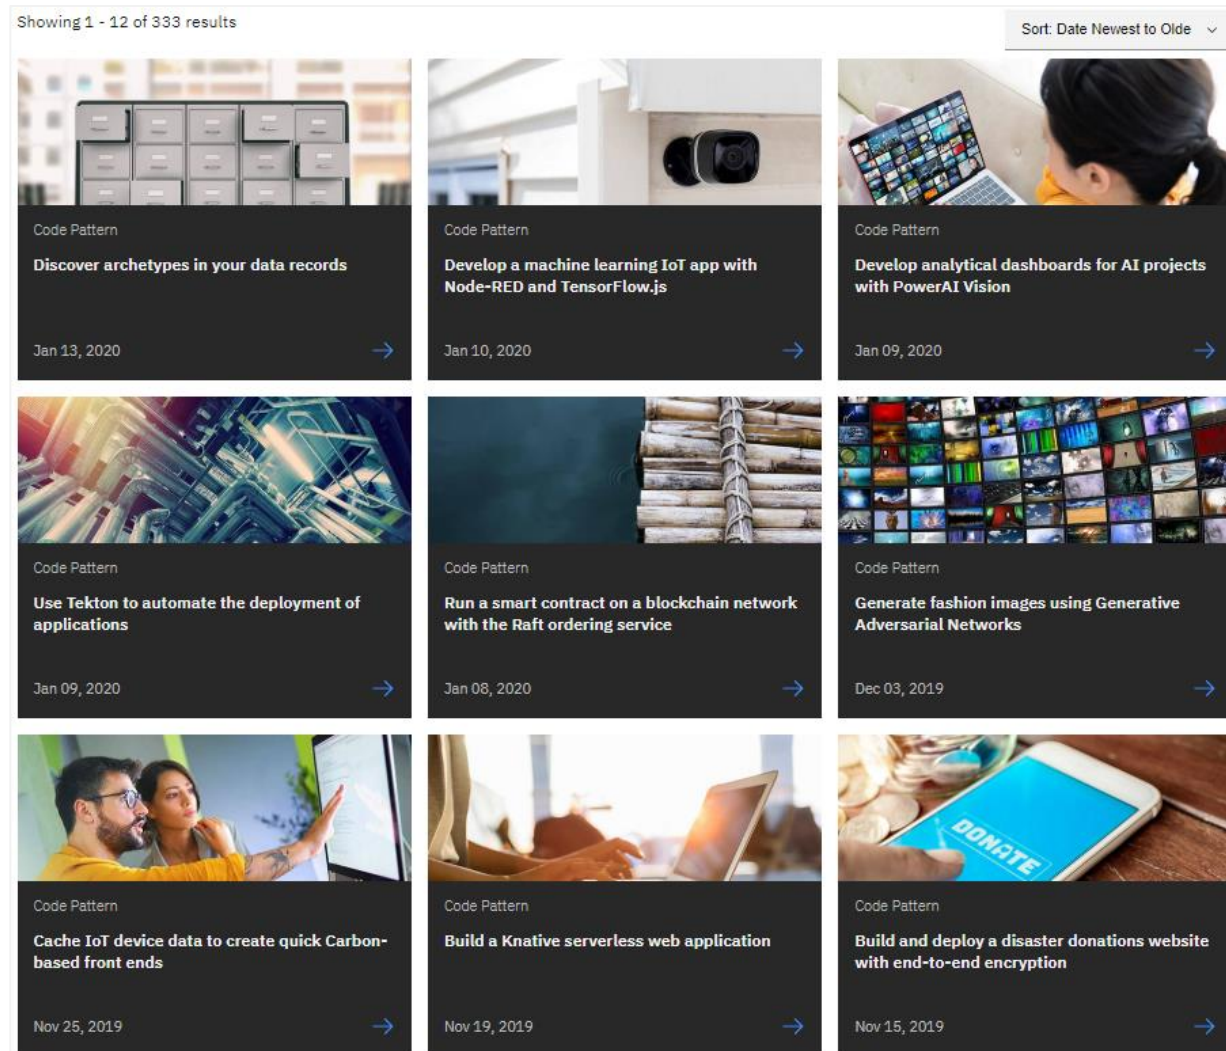 Showing 1 - 12 of 333 results
Sort: Date Newest to Olde
Code Pattern
Discover archetypes in your data records
Jan 13, 2020
Code Pattern
Develop a machine learning IoT app with
Node-RED and TensorFlow.js
Jan 10, 2020
Code Pattern
Develop analytical dashboards for AI projects
with PowerAI Vision
Jan 09, 2020
Code Pattern
Use Tekton to automate the deployment of
applications
Jan 09, 2020
Code Pattern
Run a smart contract on a blockchain network
with the Raft ordering service
Jan 08, 2020
Code Pattern
Generate fashion images using Generative
Adversarial Networks
Dec 03, 2019
Code Pattern
Cache IoT device data to create quick Carbon-
based front ends
Nov 25, 2019
Code Pattern
Build a Knative serverless web application
Nov 19, 2019
DONATE
Code Pattern
Build and deploy a disaster donations website
with end-to-end encryption
Nov 15, 2019